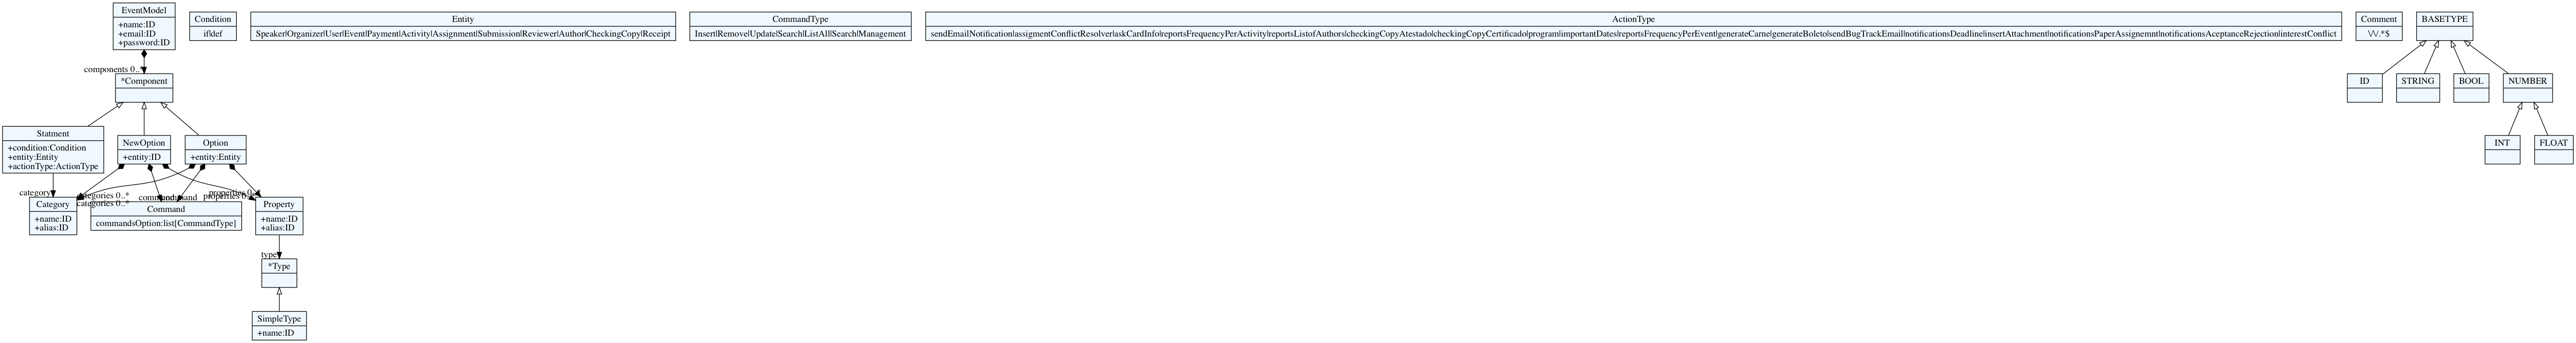 EventModel
+name:ID
+email:ID
+password:ID
Condition
if|def
Entity
Speaker|Organizer|User|Event|Payment|Activity|Assignment|Submission|Reviewer|Author|CheckingCopy|Receipt
CommandType
Insert|Remove|Update|Search|ListAll|Search|Management
ActionType
sendEmailNotification|assigmentConflictResolver|askCardInfo|reportsFrequencyPerActivity|reportsListofAuthors|checkingCopyAtestado|checkingCopyCertificado|program|importantDates|reportsFrequencyPerEvent|generateCarne|generateBoleto|sendBugTrackEmail|notificationsDeadline|insertAttachment|notificationsPaperAssignemnt|notificationsAceptanceRejection|interestConflict
Comment
\/\/.*$
BASETYPE
components 0..*
*Component
ID
STRING
BOOL
NUMBER
Statment
+condition:Condition
+entity:Entity
+actionType:ActionType
NewOption
+entity:ID
Option
+entity:Entity
INT
FLOAT
category
categories 0..*
categories 0..*
command
command
properties 0..*
properties 0..*
Category
+name:ID
+alias:ID
Command
commandsOption:list[CommandType]
Property
+name:ID
+alias:ID
type
*Type
SimpleType
+name:ID